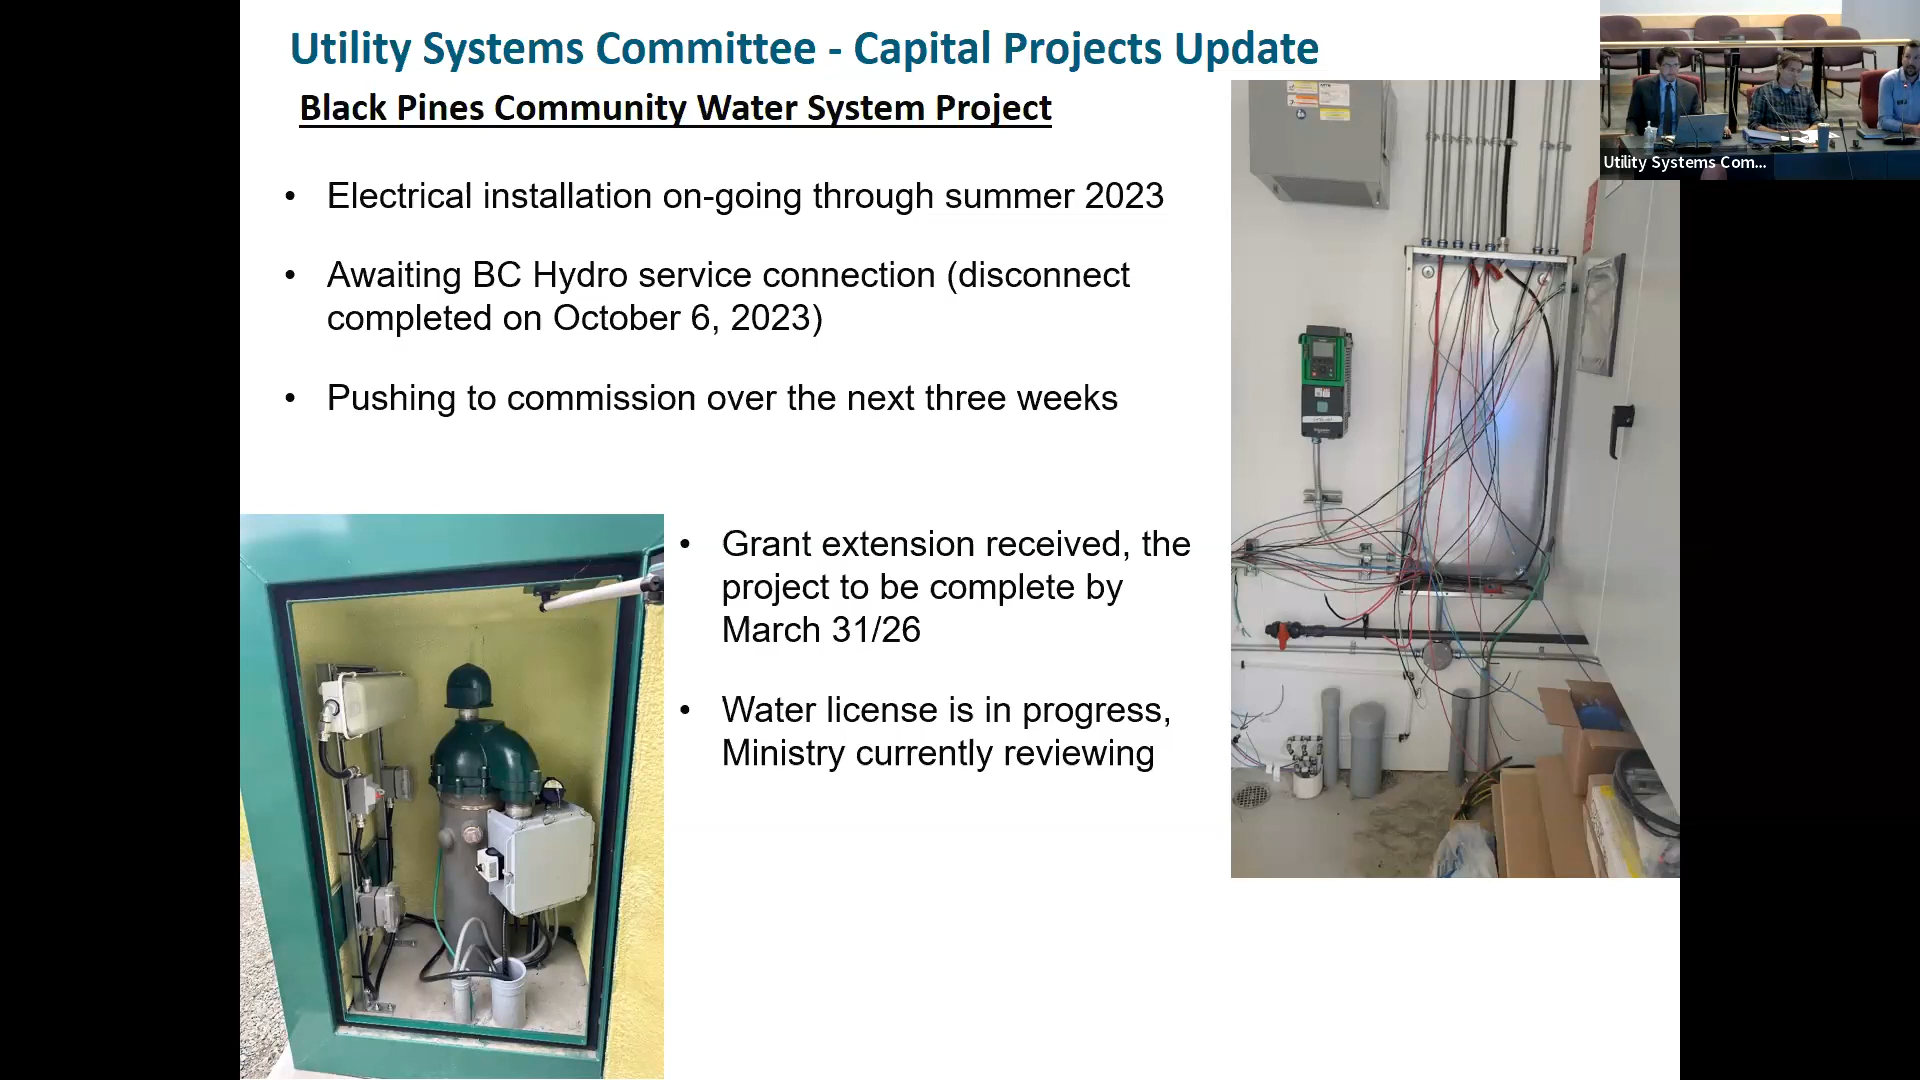 Utility Systems Committee - Capital Projects Update
Black Pines Community Water System Project
• Electrical installation on-going through summer 2023
• Awaiting BC Hydro service connection (disconnect
completed on October 6, 2023)
• Pushing to commission over the next three weeks
• Grant extension received, the
project to be complete by
March 31/26
• Water license is in progress,
Ministry currently reviewing
Utility Systems Com...